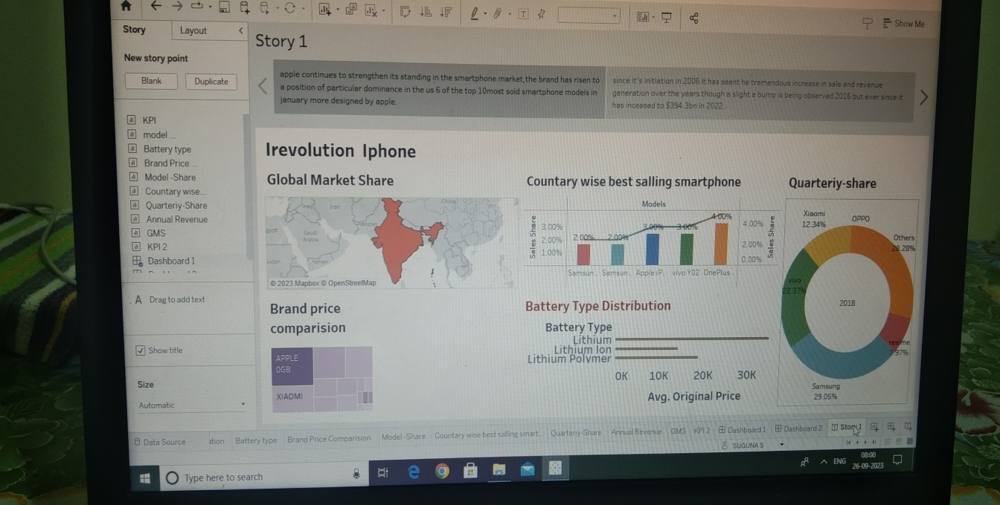 Show Me
Story
Layout
Story 1
New story point
Blank
Duplicate
apple continues to strengthen its standing in the smartphone market,the brand has risen to
a position of particular dominance in the us 6 of the top 10most sold smartphone models in
january more designed by apple.
since it's initiation in 2006 it has seent he tremendous increase in sale and revenue
generation over the years though a slight a bump is being observed 2016 but ever since it
has inceased to $394.3bn in 2022.
KPI
model ...
Battery type
Brand Price ...
Model -Share
Countary wise...
Quarteriy-Share
Annual Revenue
GMS
KPI 2
Dashboard 1
A Drag to add text
Show title
Size
Automatic
Irevolution Iphone
Global Market Share
Iran
China
Pakistan
Saudi
Arabia
Yemen
© 2023 Mapbox © OpenStreetMap
Countary wise best salling smartphone
Models
Sales Share
3.00%
2.00%
1.00%
2.00%
2.00%
3.00%
3.00%
4.00%
4.00%
2.00%
0.00%
Sales Share
Samsun..
Samsun..
Apple iP..
vivo Y02
OnePlus ..
Quarteriy-share
Xiaomi
12.34%
OPPO
Others
28.28%
vivo
22.37%
2018
realme
7.97%
Samsung
29.05%
Brand price
comparision
APPLE
0GB
XIAOMI
Battery Type Distribution
Battery Type
Lithium
Lithium Ion
Lithium Polymer
0K 10K 20K 30K
Avg. Original Price
Data Source
Battery type
Brand Price Comparision
Model -Share
Countary wise best salling smart...
Quarteriy-Share
Annual Revenue
GMS
KPI 2
Dashboard 1
Dashboard 2
Story 1
SUGUNA S
Type here to search
ENG
08:00
26-09-2023